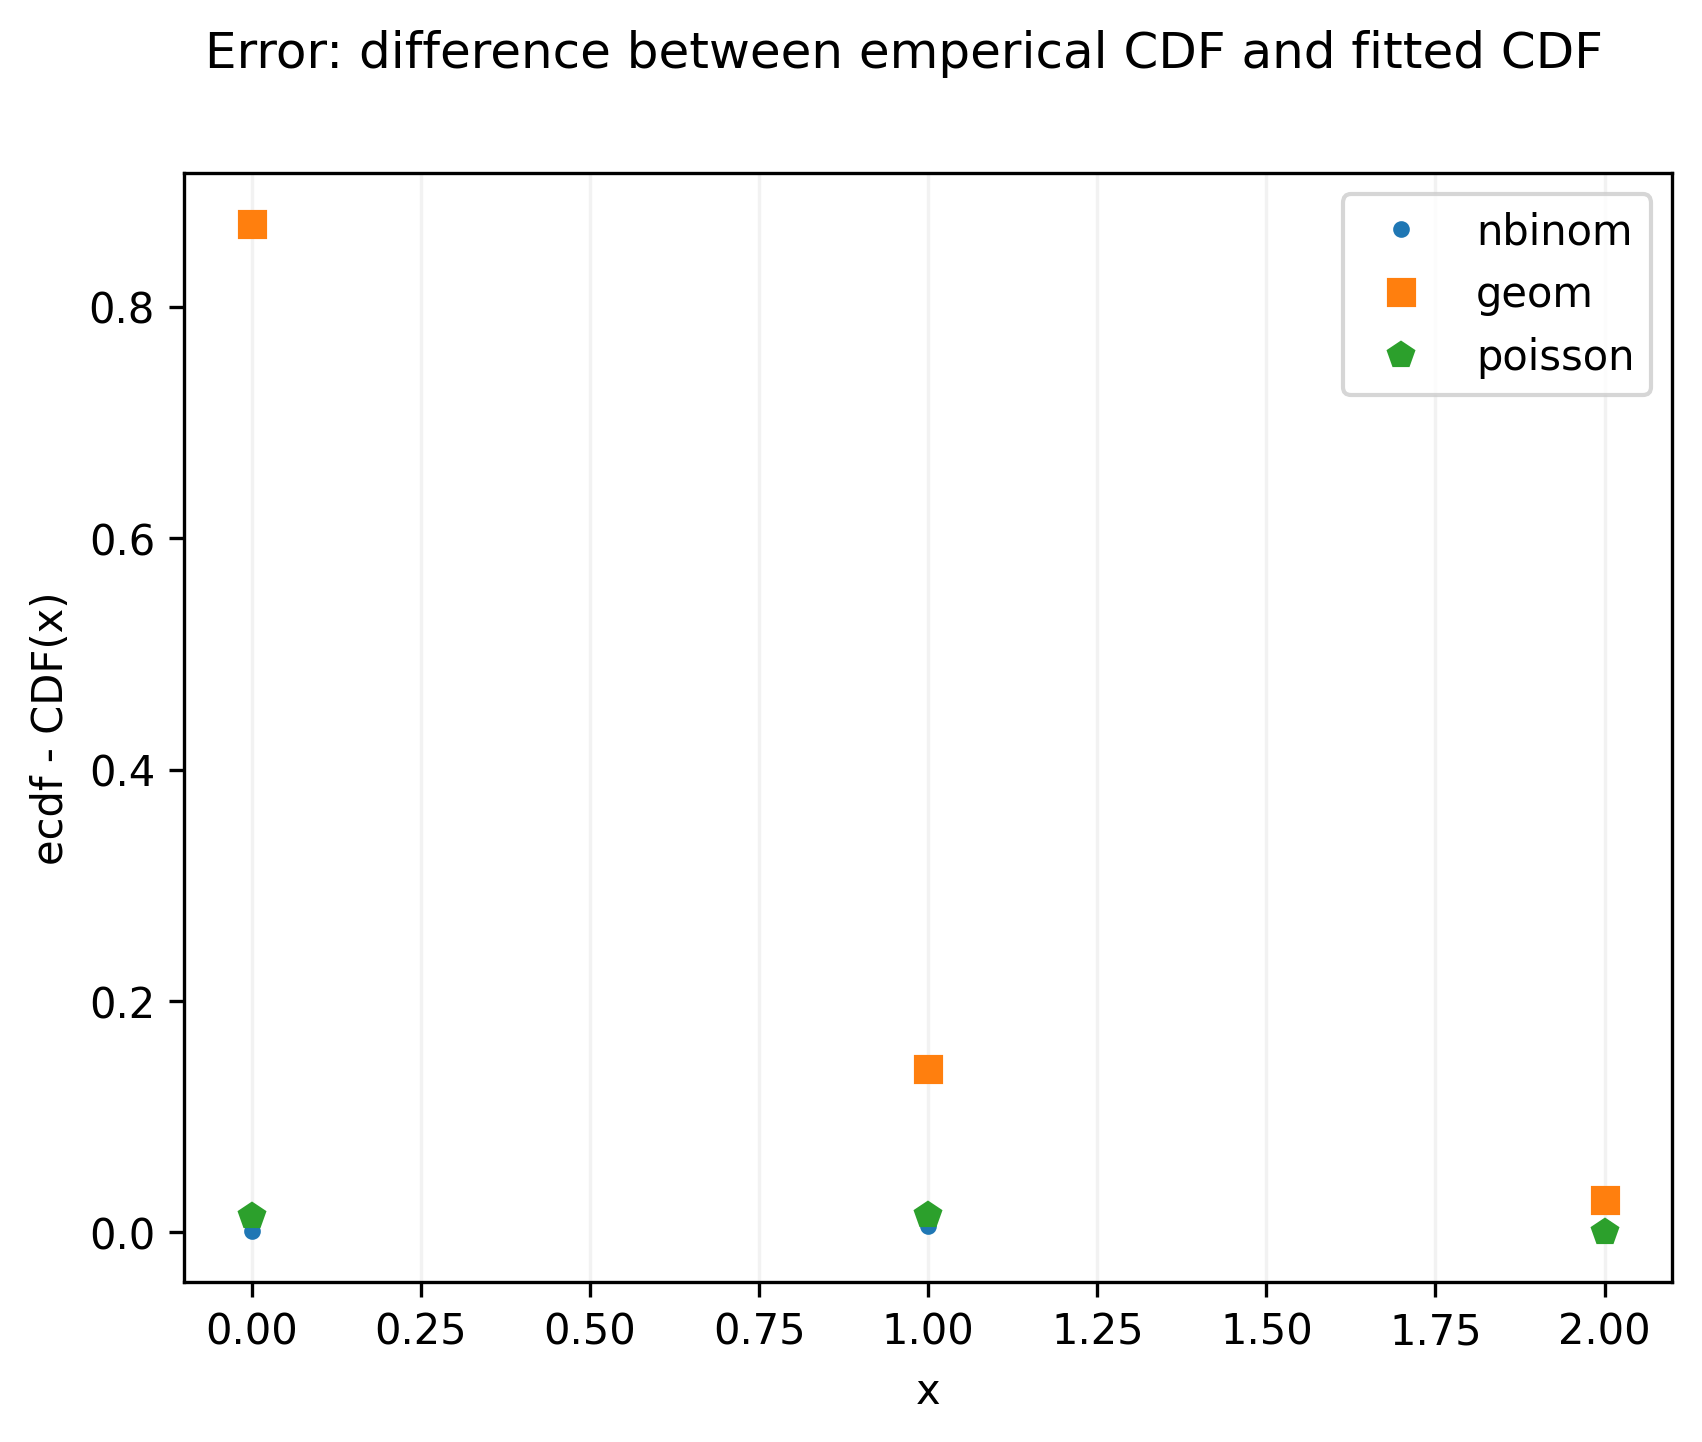 Error: difference between emperical CDF and fitted CDF
nbinom
geom
poisson
0.8
0.6
0.4
0.2
0.0
ecdf - CDF(x)
0.00 0.25 0.50 0.75 1.00 1.25 1.50 1.75 2.00
x